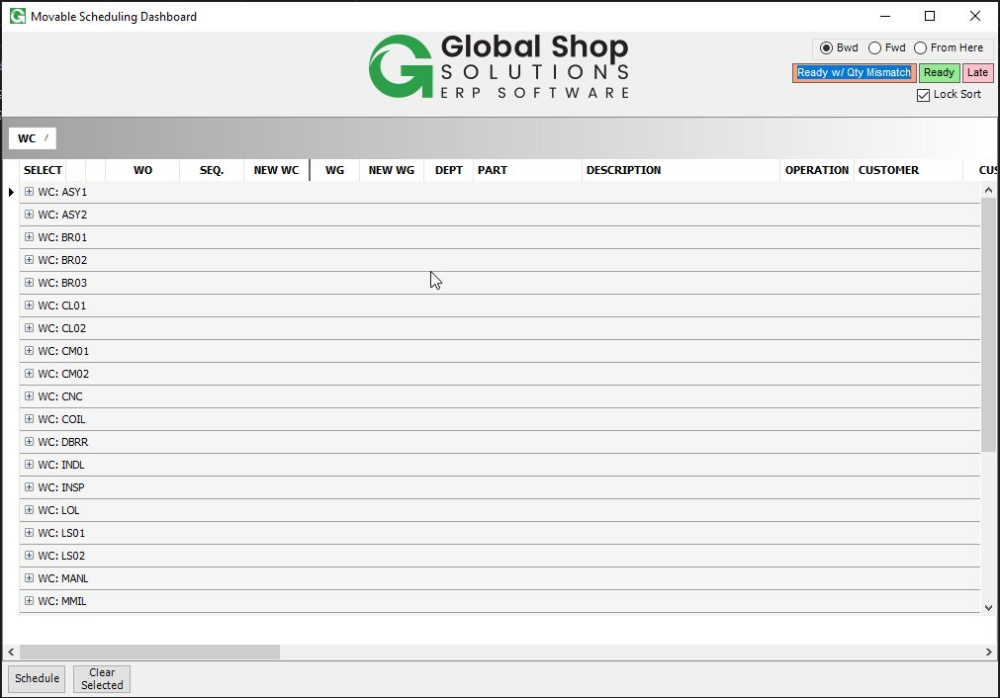 Movable Scheduling Dashboard
Global Shop
SOLUTIONS
ERP SOFTWARE
Bwd Fwd From Here
Ready w/ Qty Mismatch Ready Late
Lock Sort
WC /
SELECT WO SEQ. NEW WC WG NEW WG DEPT PART DESCRIPTION OPERATION CUSTOMER CUS
WC: ASY1
WC: ASY2
WC: BR01
WC: BR02
WC: BR03
WC: CL01
WC: CL02
WC: CM01
WC: CM02
WC: CNC
WC: COIL
WC: DBRR
WC: INDL
WC: INSP
WC: LOL
WC: LS01
WC: LS02
WC: MANL
WC: MMIL
Schedule
Clear
Selected